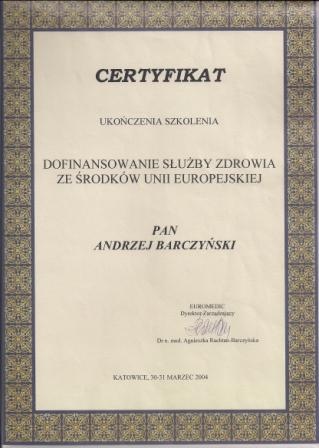 CERTYFIKAT
UKOŃCZENIA SZKOLENIA
DOFINANSOWANIE SŁUŻBY ZDROWIA
ZE ŚRODKÓW UNII EUROPEJSKIEJ
PAN
ANDRZEJ BARCZYŃSKI
EUROMEDIC
Dyrektor Zarządzający
Dr n. med. Agnieszka Ruchtan-Barczyńska
KATOWICE, 30-31 MARZEC 2004